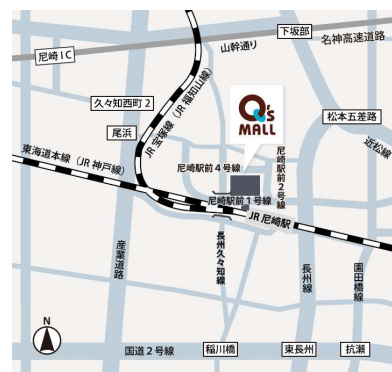 下坂部
山幹通り
名神高速道路
尼崎IC
久々知西町2
尾浜
JR宝塚線(JR福知山線)
Q's
MALL
松本五差路
近松線
東海道本線(JR神戸線)
尼崎駅前4号線
尼崎駅前2号線
尼崎駅前1号線
JR尼崎駅
産業道路
長州久々知線
長州線
園田橋線
N
国道2号線
稲川橋
東長州
杭瀬